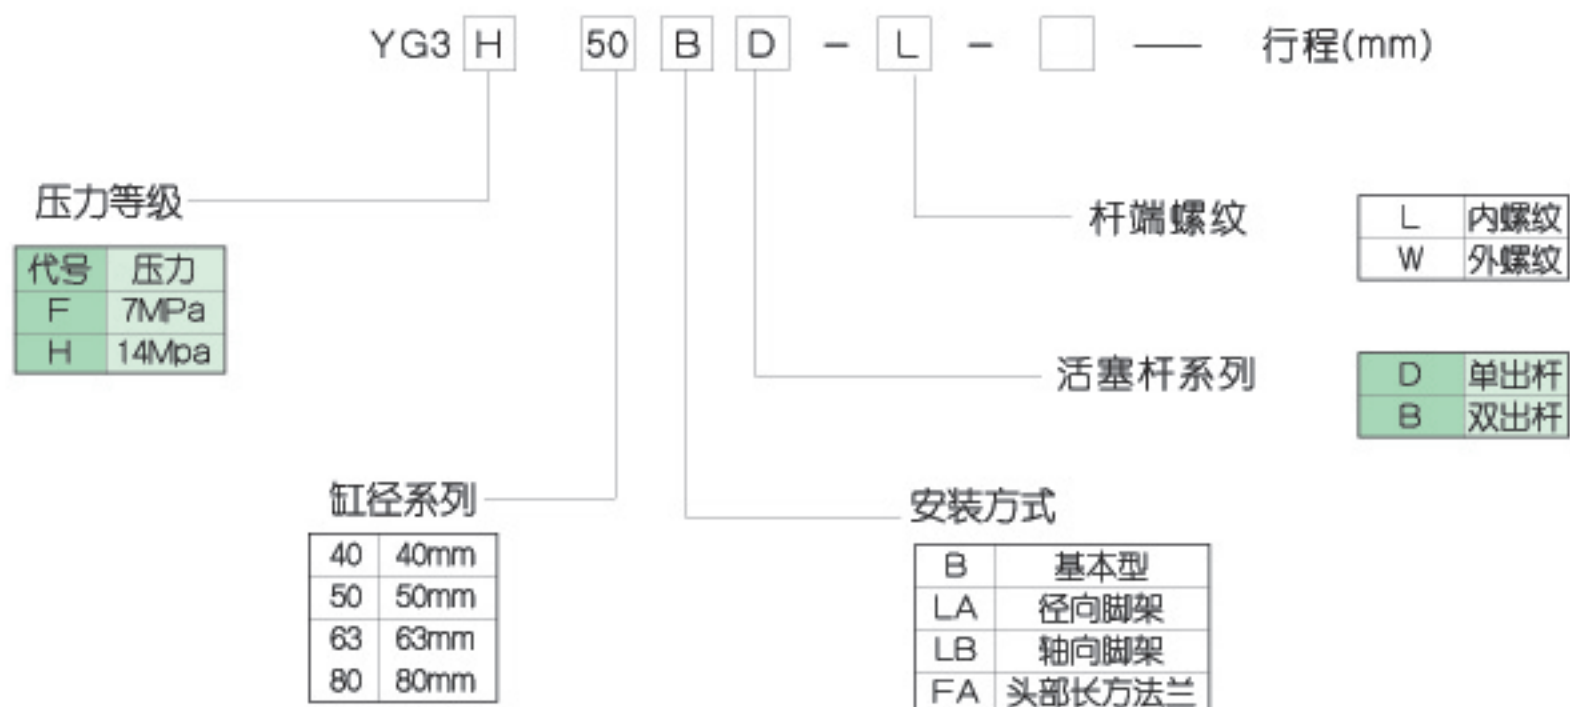 YG3 H 50 B D - L - — 行程(mm)
压力等级
代号 压力
F 7MPa
H 14Mpa
杆端螺纹
L 内螺纹
W 外螺纹
活塞杆系列
D 单出杆
B 双出杆
缸径系列
40 40mm
50 50mm
63 63mm
80 80mm
安装方式
B 基本型
LA 径向脚架
LB 轴向脚架
FA 头部长方法兰